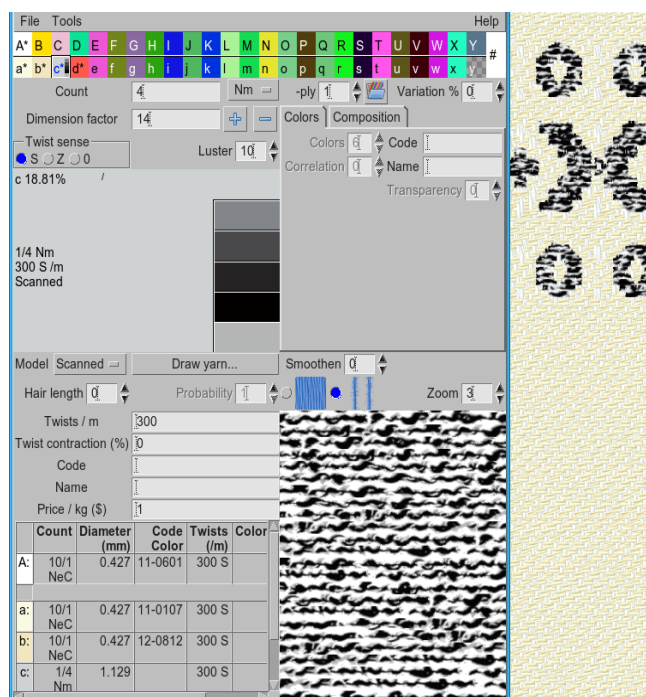 File Tools Help
A* B C D E F G H I J K L M N O P Q R S T U V W X Y #
a* b* c* d* e f g h i j k l m n o p q r s t u v w x y
Count 4 Nm -ply 1 Variation % 0
Dimension factor 14 + − Colors Composition
Twist sense Luster 10 Colors 6 Code
S Z 0 Correlation 0 Name
c 18.81% / Transparency 0
1/4 Nm
300 S /m
Scanned
Model Scanned Draw yarn... Smoothen 0
Hair length 0 Probability 1 Zoom 3
Twists / m 300
Twist contraction (%) 0
Code
Name
Price / kg ($) 1
Count Diameter (mm) Code Color Twists (/m) Color
A: 10/1 NeC 0.427 11-0601 300 S
a: 10/1 NeC 0.427 11-0107 300 S
b: 10/1 NeC 0.427 12-0812 300 S
c: 1/4 Nm 1.129 300 S